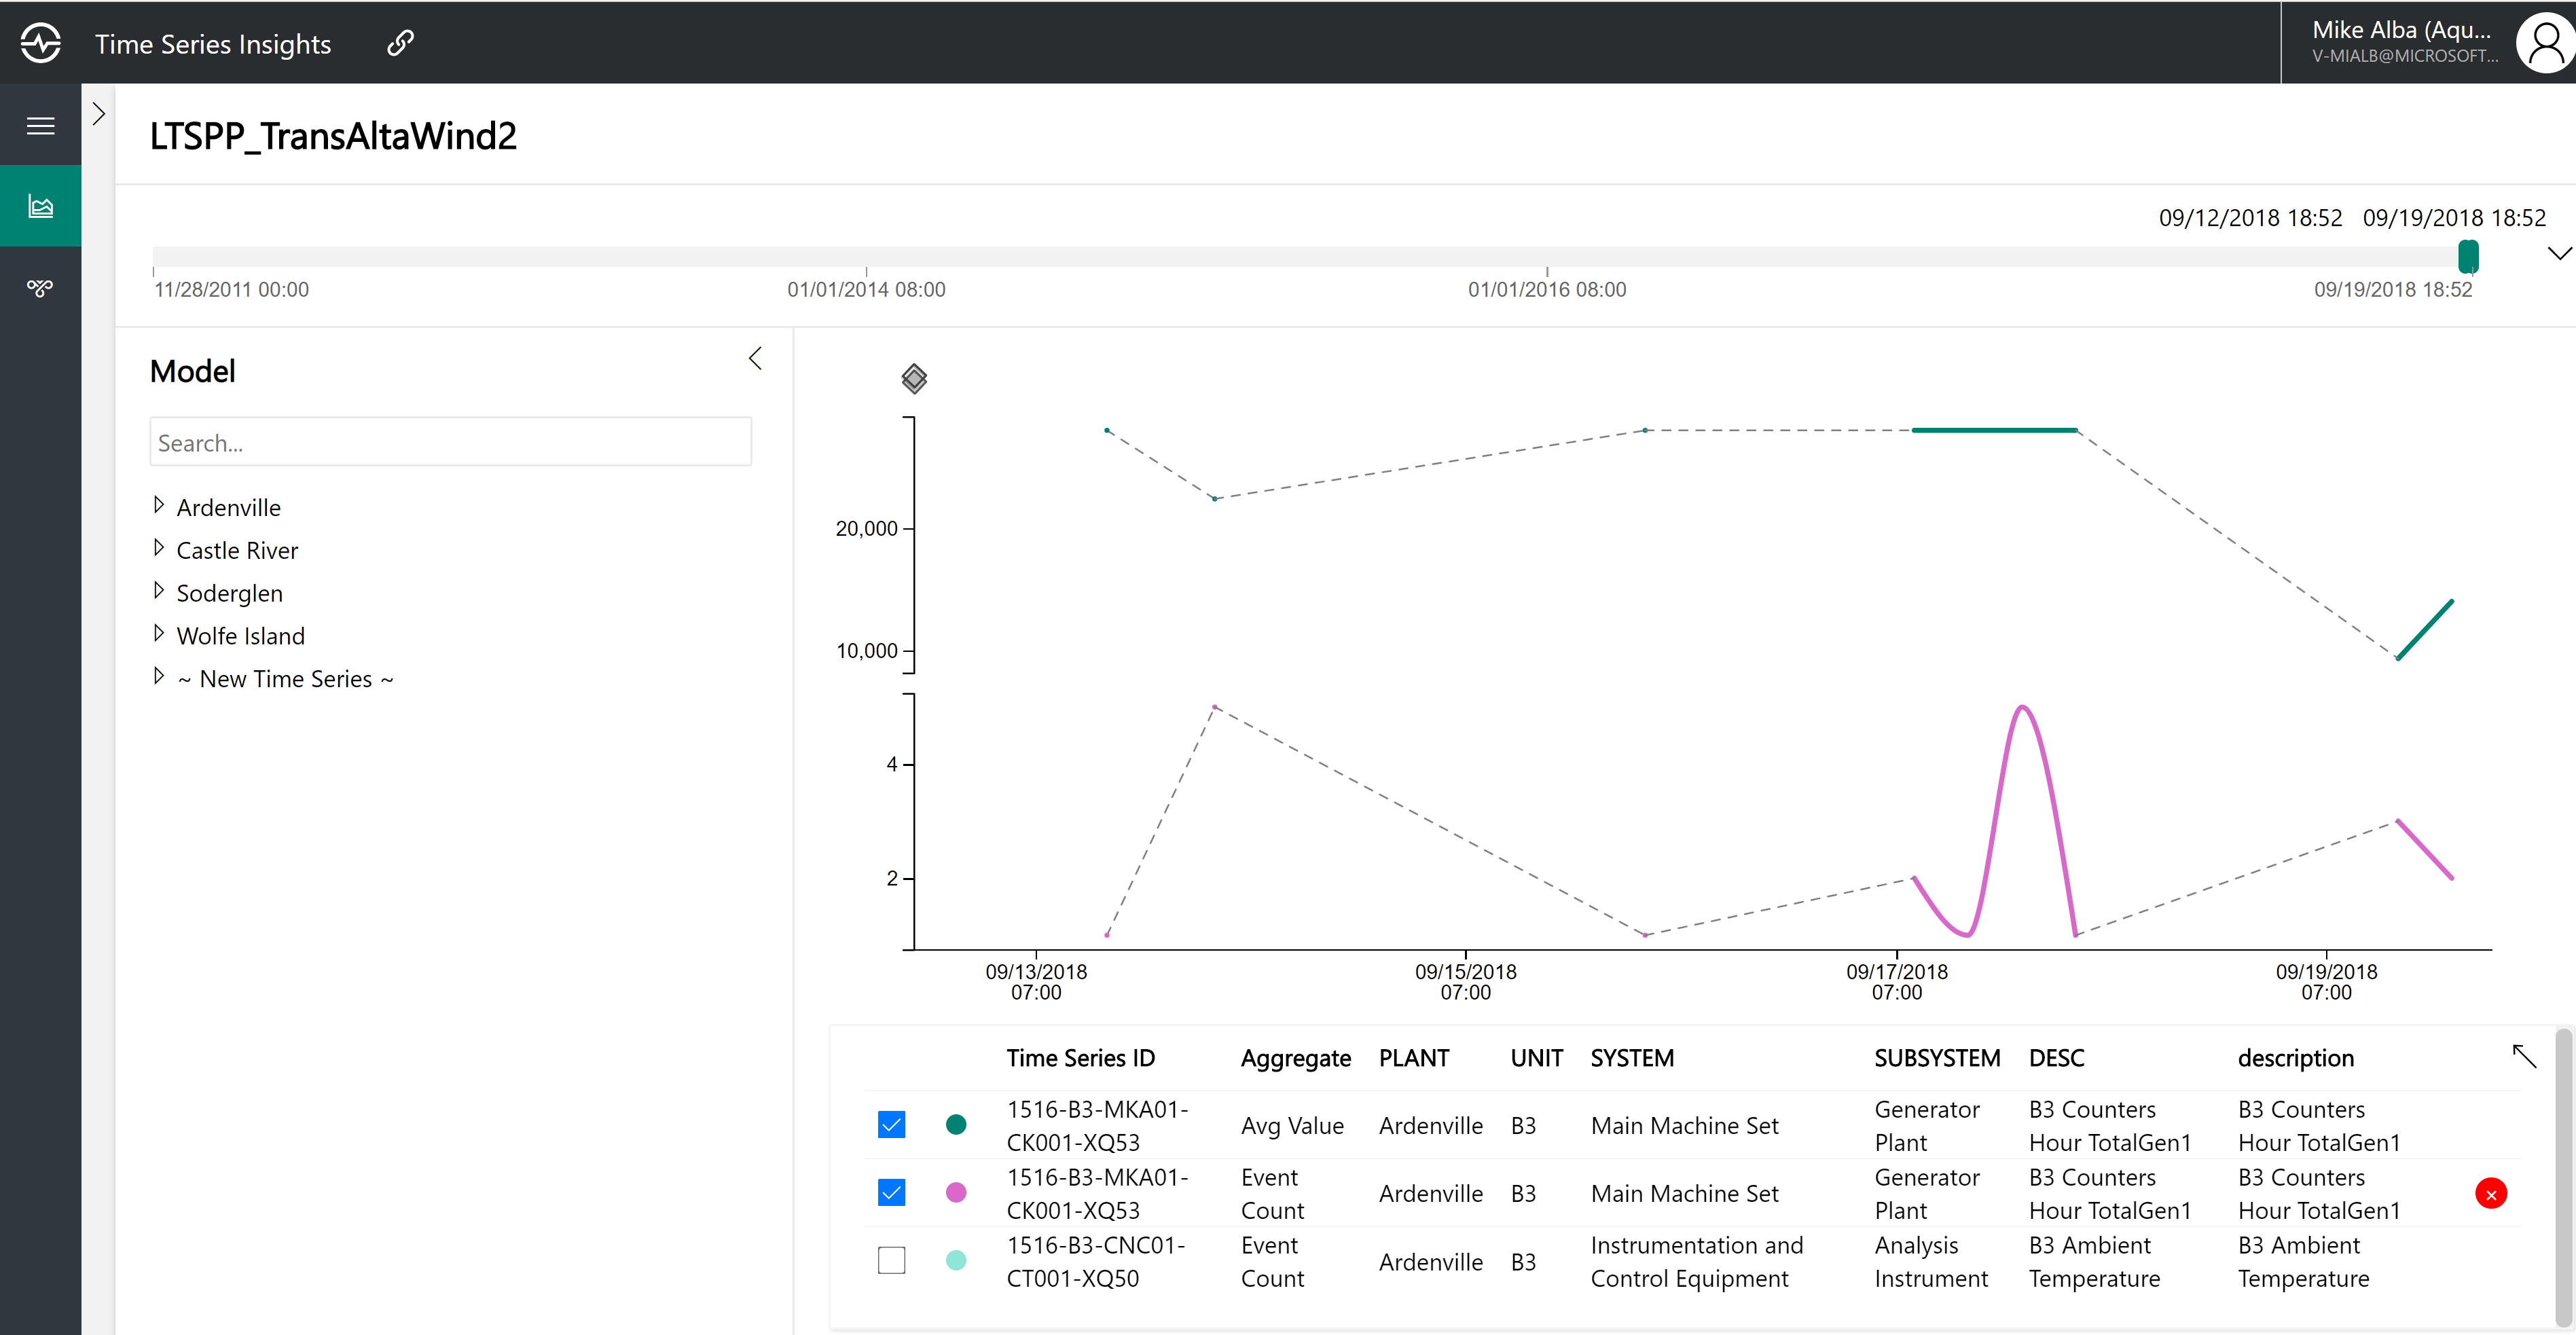 Time Series Insights
Mike Alba (Aqu...
V-MIALB@MICROSOFT...
LTSPP_TransAltaWind2
09/12/2018 18:52 09/19/2018 18:52
11/28/2011 00:00 01/01/2014 08:00 01/01/2016 08:00 09/19/2018 18:52
Model
Search...
Ardenville
Castle River
Soderglen
Wolfe Island
~ New Time Series ~
20,000
10,000
4
2
09/13/2018 09/15/2018 09/17/2018 09/19/2018
07:00 07:00 07:00 07:00
Time Series ID Aggregate PLANT UNIT SYSTEM SUBSYSTEM DESC description
1516-B3-MKA01- Generator B3 Counters B3 Counters
Avg Value Ardenville B3 Main Machine Set
CK001-XQ53 Plant Hour TotalGen1 Hour TotalGen1
1516-B3-MKA01- Event Generator B3 Counters B3 Counters
Ardenville B3 Main Machine Set
CK001-XQ53 Count Plant Hour TotalGen1 Hour TotalGen1
1516-B3-CNC01- Event Instrumentation and Analysis B3 Ambient B3 Ambient
Ardenville B3
CT001-XQ50 Count Control Equipment Instrument Temperature Temperature